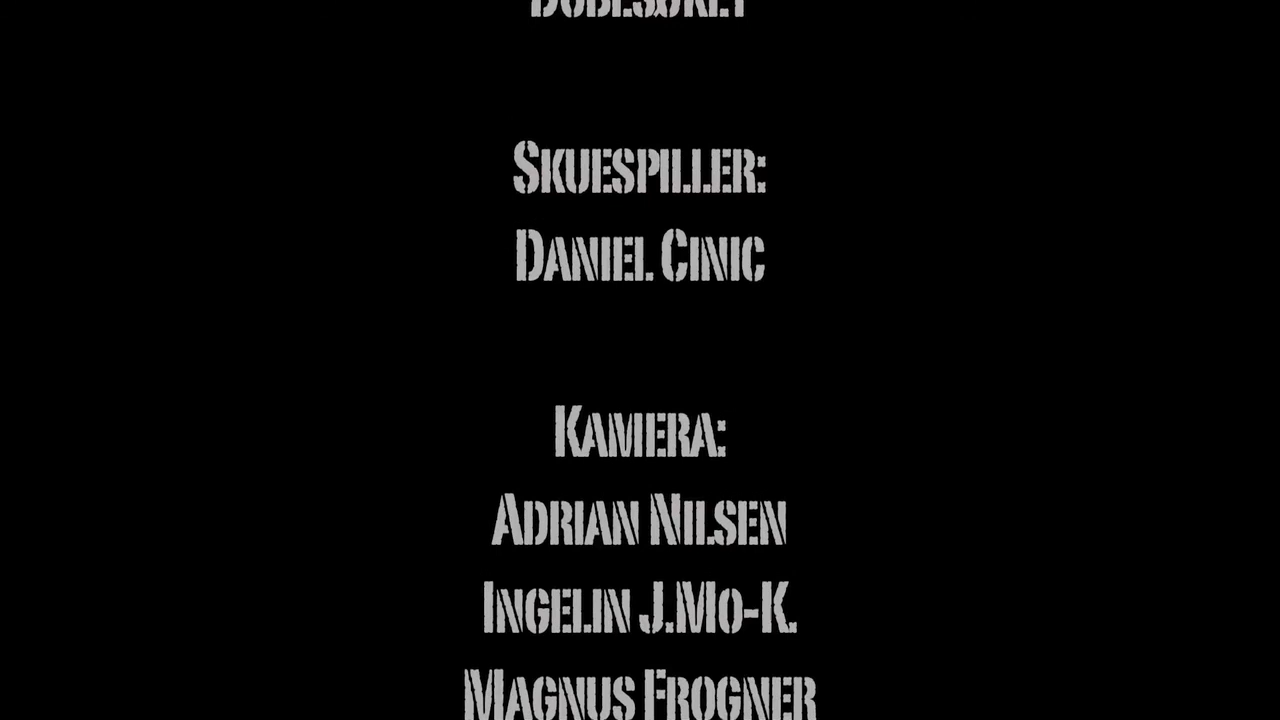 Skuespiller:
Daniel Cinic
Kamera:
Adrian Nilsen
Ingelin J.Mo-K.
Magnus Frogner